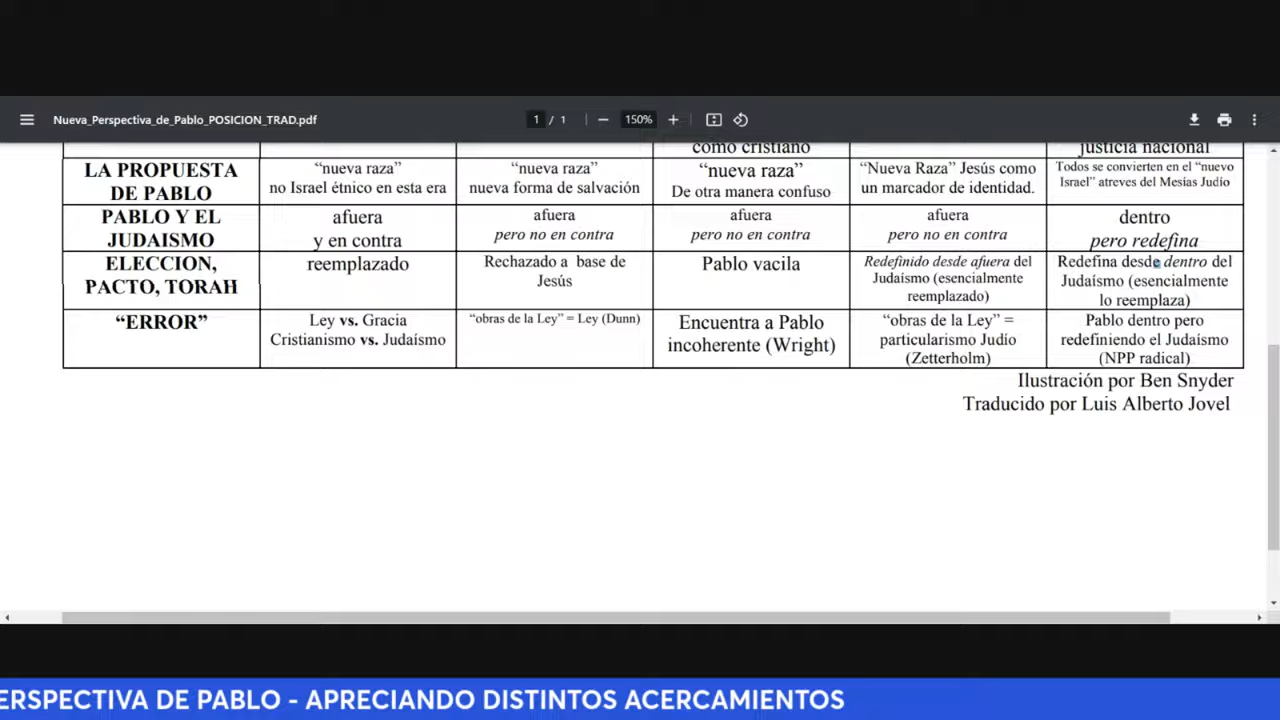 Nueva_Perspectiva_de_Pablo_POSICION_TRAD.pdf
1 / 1
150%
como cristiano
justicia nacional
LA PROPUESTA
DE PABLO
“nueva raza”
no Israel étnico en esta era
“nueva raza”
nueva forma de salvación
“nueva raza”
De otra manera confuso
“Nueva Raza” Jesús como
un marcador de identidad.
Todos se convierten en el “nuevo
Israel” atreves del Mesías Judío
PABLO Y EL
JUDAISMO
afuera
y en contra
afuera
pero no en contra
afuera
pero no en contra
afuera
pero no en contra
dentro
pero redefina
ELECCION,
PACTO, TORAH
reemplazado
Rechazado a base de
Jesús
Pablo vacila
Redefinido desde afuera del
Judaísmo (esencialmente
reemplazado)
Redefina desde dentro del
Judaísmo (esencialmente
lo reemplaza)
“ERROR”
Ley vs. Gracia
Cristianismo vs. Judaísmo
“obras de la Ley” = Ley (Dunn)
Encuentra a Pablo
incoherente (Wright)
“obras de la Ley” =
particularismo Judío
(Zetterholm)
Pablo dentro pero
redefiniendo el Judaísmo
(NPP radical)
Ilustración por Ben Snyder
Traducido por Luis Alberto Jovel
ERSPECTIVA DE PABLO - APRECIANDO DISTINTOS ACERCAMIENTOS